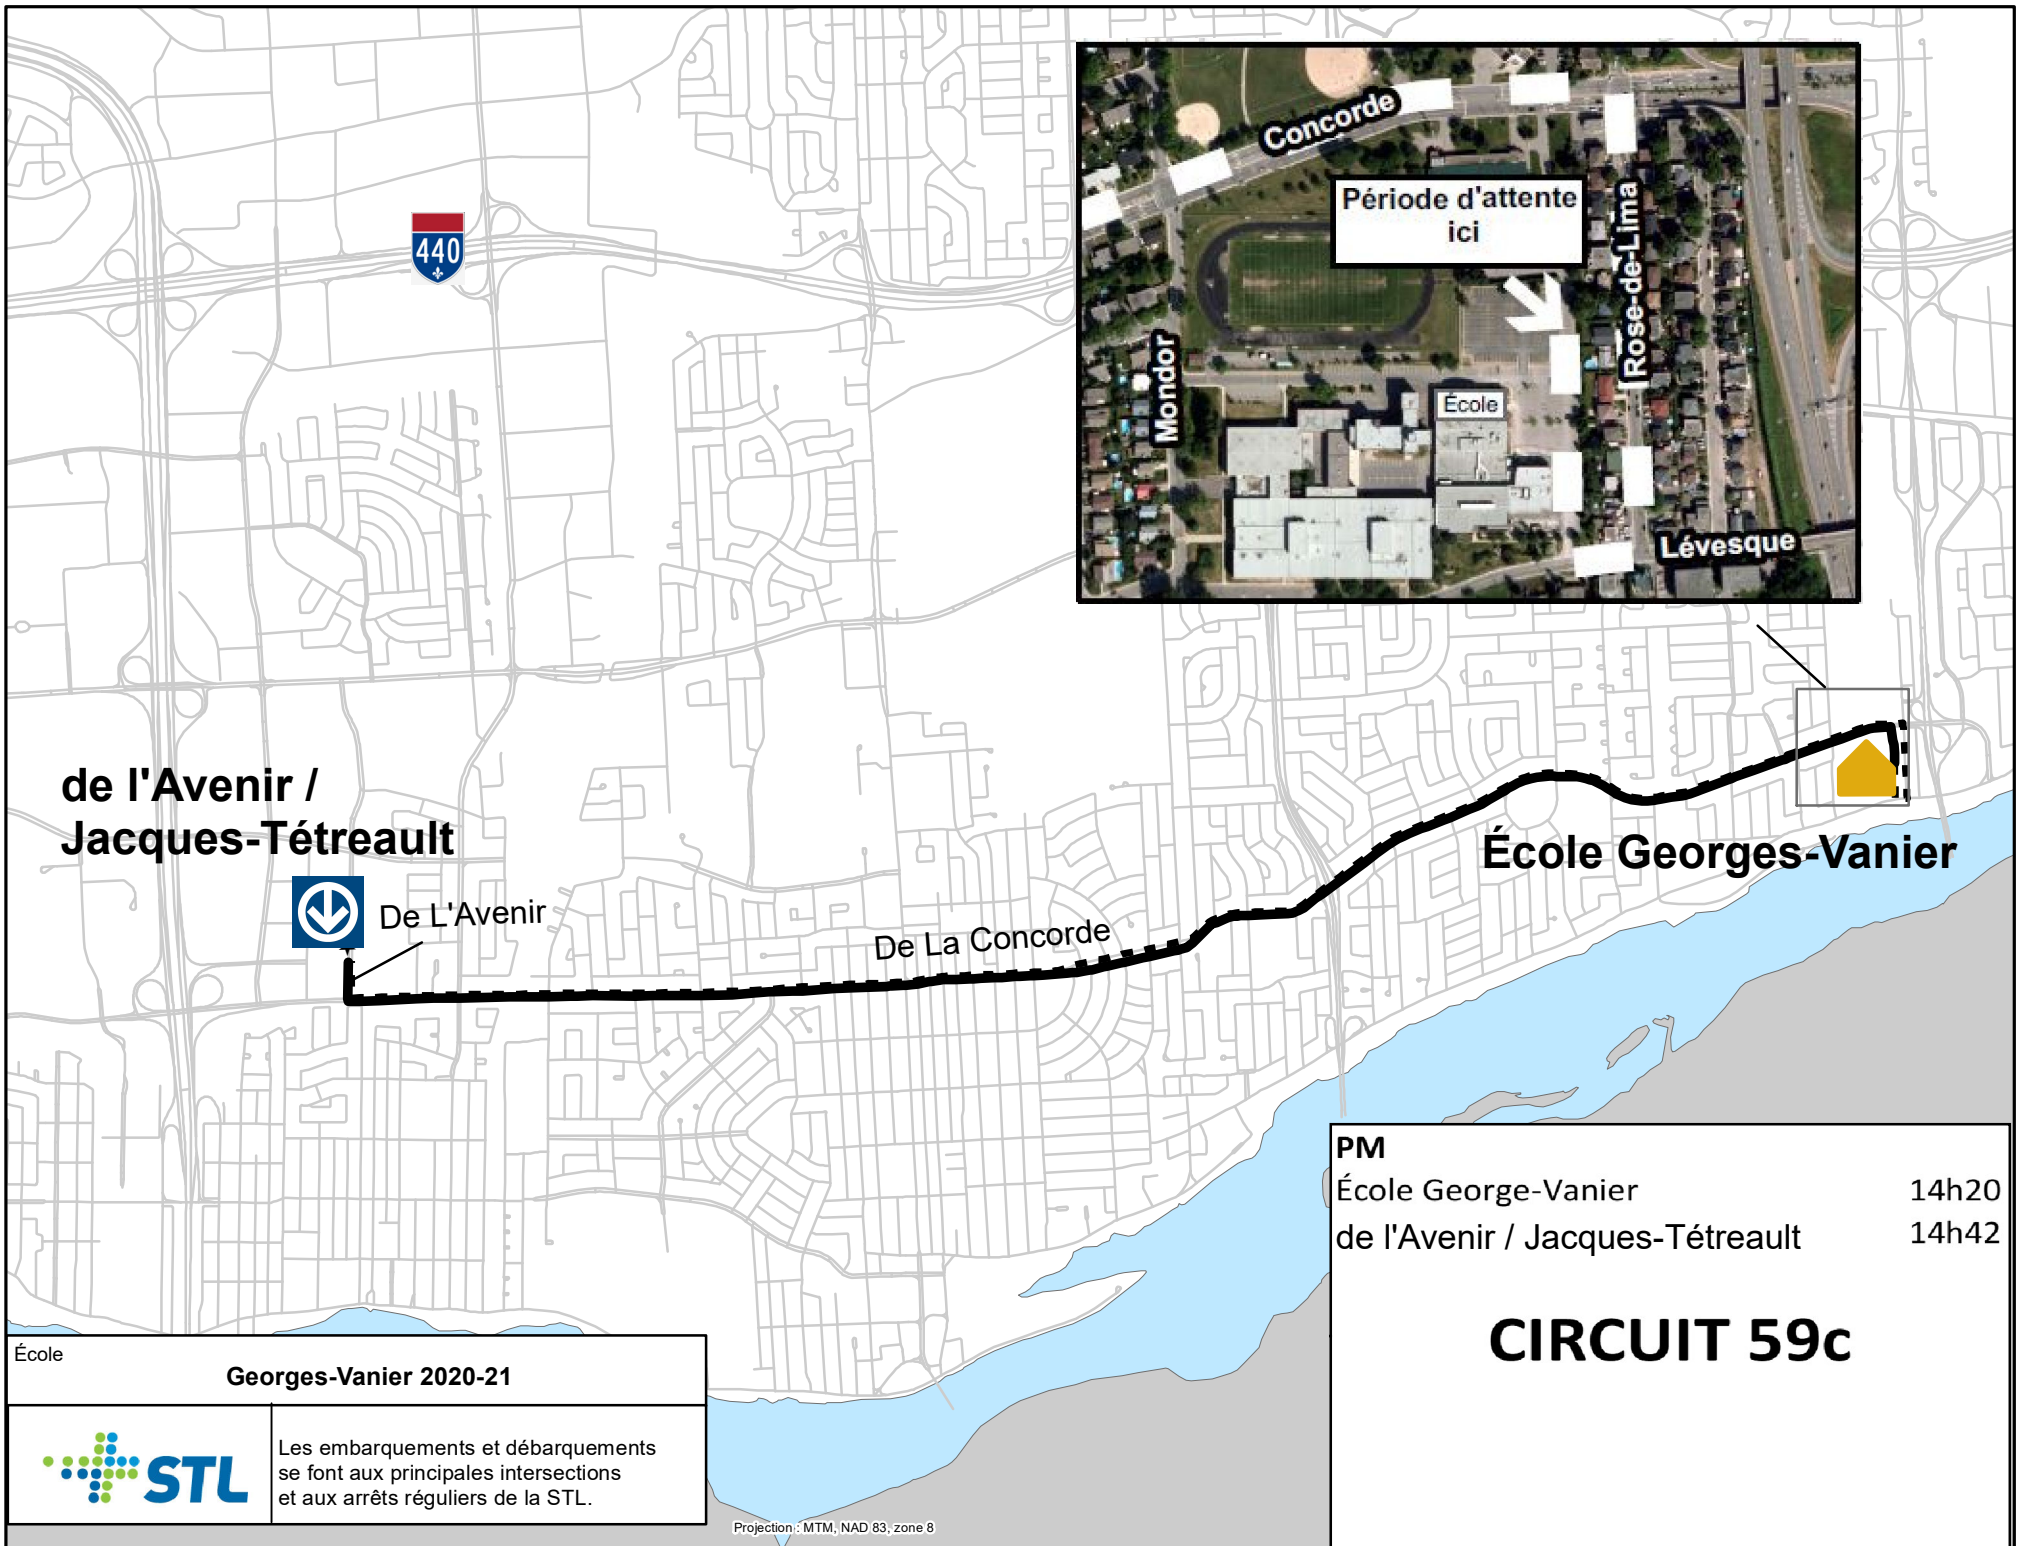 440
Concorde
Période d'attente
ici
Rose-de-Lima
Mondor
École
Lévesque
de l'Avenir /
Jacques-Tétreault
De L'Avenir
De La Concorde
École Georges-Vanier
PM
École George-Vanier 14h20
de l'Avenir / Jacques-Tétreault 14h42
CIRCUIT 59c
École
Georges-Vanier 2020-21
STL
Les embarquements et débarquements
se font aux principales intersections
et aux arrêts réguliers de la STL.
Projection : MTM, NAD 83, zone 8